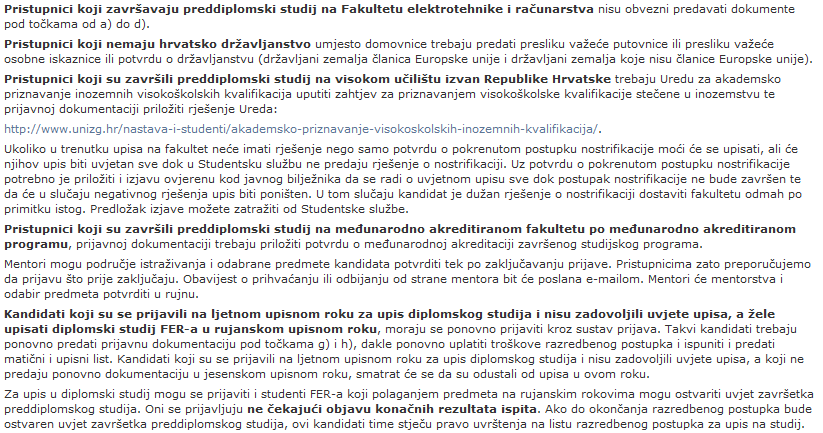 Pristupnici koji završavaju preddiplomski studij na Fakultetu elektrotehnike i računarstva nisu obvezni predavati dokumente
pod točkama od a) do d).
Pristupnici koji nemaju hrvatsko državljanstvo umjesto domovnice trebaju predati presliku važeće putovnice ili presliku važeće
osobne iskaznice ili potvrdu o državljanstvu (državljani zemalja članica Europske unije i državljani zemalja koje nisu članice Europske unije).
Pristupnici koji su završili preddiplomski studij na visokom učilištu izvan Republike Hrvatske trebaju Uredu za akademsko
priznavanje inozemnih visokoškolskih kvalifikacija uputiti zahtjev za priznavanjem visokoškolske kvalifikacije stečene u inozemstvu te
prijavnoj dokumentaciji priložiti rješenje Ureda:
http://www.unizg.hr/nastava-i-studenti/akademsko-priznavanje-visokoskolskih-inozemnih-kvalifikacija/.
Ukoliko u trenutku upisa na fakultet neće imati rješenje nego samo potvrdu o pokrenutom postupku nostrifikacije moći će se upisati, ali će
njihov upis biti uvjetan sve dok u Studentsku službu ne predaju rješenje o nostrifikaciji. Uz potvrdu o pokrenutom postupku nostrifikacije
potrebno je priložiti i izjavu ovjerenu kod javnog bilježnika da se radi o uvjetnom upisu sve dok postupak nostrifikacije ne bude završen te
da će u slučaju negativnog rješenja upis biti poništen. U tom slučaju kandidat je dužan rješenje o nostrifikaciji dostaviti fakultetu odmah po
primitku istog. Predložak izjave možete zatražiti od Studentske službe.
Pristupnici koji su završili preddiplomski studij na međunarodno akreditiranom fakultetu po međunarodno akreditiranom
programu, prijavnoj dokumentaciji trebaju priložiti potvrdu o međunarodnoj akreditaciji završenog studijskog programa.
Mentori mogu područje istraživanja i odabrane predmete kandidata potvrditi tek po zaključavanju prijave. Pristupnicima zato preporučujemo
da prijavu što prije zaključaju. Obavijest o prihvaćanju ili odbijanju od strane mentora bit će poslana e-mailom. Mentori će mentorstva i
odabir predmeta potvrditi u rujnu.
Kandidati koji su se prijavili na ljetnom upisnom roku za upis diplomskog studija i nisu zadovoljili uvjete upisa, a žele
upisati diplomski studij FER-a u rujanskom upisnom roku, moraju se ponovno prijaviti kroz sustav prijava. Takvi kandidati trebaju
ponovno predati prijavnu dokumentaciju pod točkama g) i h), dakle ponovno uplatiti troškove razredbenog postupka i ispuniti i predati
matični i upisni list. Kandidati koji su se prijavili na ljetnom upisnom roku za upis diplomskog studija i nisu zadovoljili uvjete upisa, a koji ne
predaju ponovno dokumentaciju u jesenskom upisnom roku, smatrat će se da su odustali od upisa u ovom roku.
Za upis u diplomski studij mogu se prijaviti i studenti FER-a koji polaganjem predmeta na rujanskim rokovima mogu ostvariti uvjet završetka
preddiplomskog studija. Oni se prijavljuju ne čekajući objavu konačnih rezultata ispita. Ako do okončanja razredbenog postupka bude
ostvaren uvjet završetka preddiplomskog studija, ovi kandidati time stječu pravo uvrštenja na listu razredbenog postupka za upis na studij.